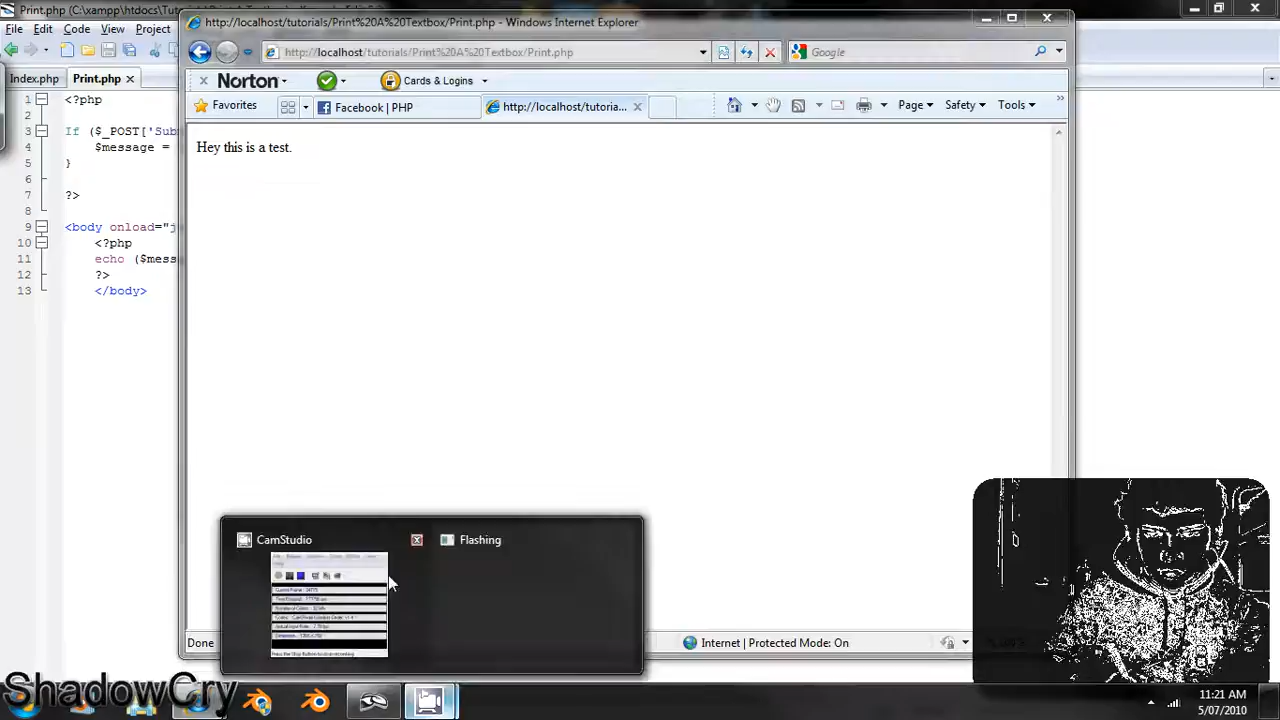 Print.php (C:\xampp\htdocs\Tutorial
http://localhost/tutorials/Print%20A%20Textbox/Print.php - Windows Internet Explorer
File Edit Code View Project
http://localhost/tutorials/Print%20A%20Textbox/Print.php
Google
Index.php Print.php
Norton
Cards & Logins
Favorites
Facebook | PHP
http://localhost/tutoria...
Page Safety Tools
1 <?php
2
3 If ($_POST['Sub
4 $message =
5 }
6
7 ?>
8
9 <body onload="j
10 <?php
11 echo ($mess
12 ?>
13 </body>
Hey this is a test.
CamStudio
Flashing
Done
Internet | Protected Mode: On
ShadowCry
11:21 AM
5/07/2010